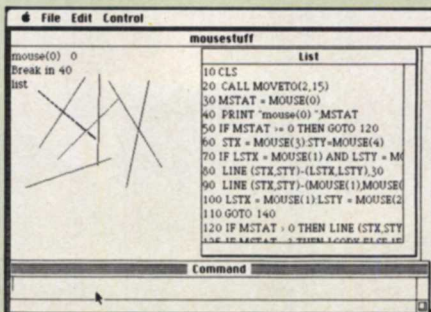 File Edit Control
mousestuff
mouse(0) 0
Break in 40
list
List
10 CLS
20 CALL MOVETO(2,15)
30 MSTAT = MOUSE(0)
40 PRINT "mouse(0) ",MSTAT
50 IF MSTAT >= 0 THEN GOTO 120
60 STX = MOUSE(3):STY=MOUSE(4)
70 IF LSTX = MOUSE(1) AND LSTY = MO
80 LINE (STX,STY)-(LSTX,LSTY),30
90 LINE (STX,STY)-(MOUSE(1),MOUSE(
100 LSTX = MOUSE(1):LSTY = MOUSE(2
110 GOTO 140
120 IF MSTAT > 0 THEN LINE (STX,STY
Command